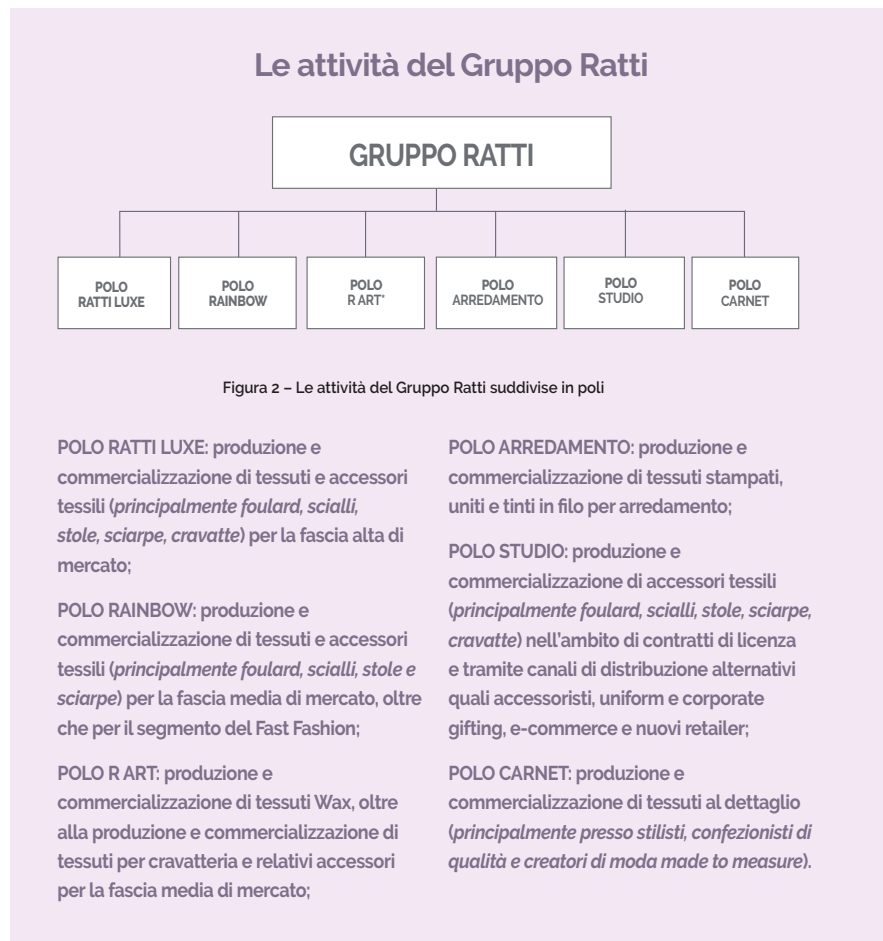 Le attività del Gruppo Ratti
GRUPPO RATTI
POLO
RATTI LUXE
POLO
RAINBOW
POLO
R ART*
POLO
ARREDAMENTO
POLO
STUDIO
POLO
CARNET
Figura 2 – Le attività del Gruppo Ratti suddivise in poli
POLO RATTI LUXE: produzione e
commercializzazione di tessuti e accessori
tessili (principalmente foulard, scialli,
stole, sciarpe, cravatte) per la fascia alta di
mercato;
POLO RAINBOW: produzione e
commercializzazione di tessuti e accessori
tessili (principalmente foulard, scialli, stole e
sciarpe) per la fascia media di mercato, oltre
che per il segmento del Fast Fashion;
POLO R ART: produzione e
commercializzazione di tessuti Wax, oltre
alla produzione e commercializzazione di
tessuti per cravatteria e relativi accessori
per la fascia media di mercato;
POLO ARREDAMENTO: produzione e
commercializzazione di tessuti stampati,
uniti e tinti in filo per arredamento;
POLO STUDIO: produzione e
commercializzazione di accessori tessili
(principalmente foulard, scialli, stole, sciarpe,
cravatte) nell'ambito di contratti di licenza
e tramite canali di distribuzione alternativi
quali accessoristi, uniform e corporate
gifting, e-commerce e nuovi retailer;
POLO CARNET: produzione e
commercializzazione di tessuti al dettaglio
(principalmente presso stilisti, confezionisti di
qualità e creatori di moda made to measure).